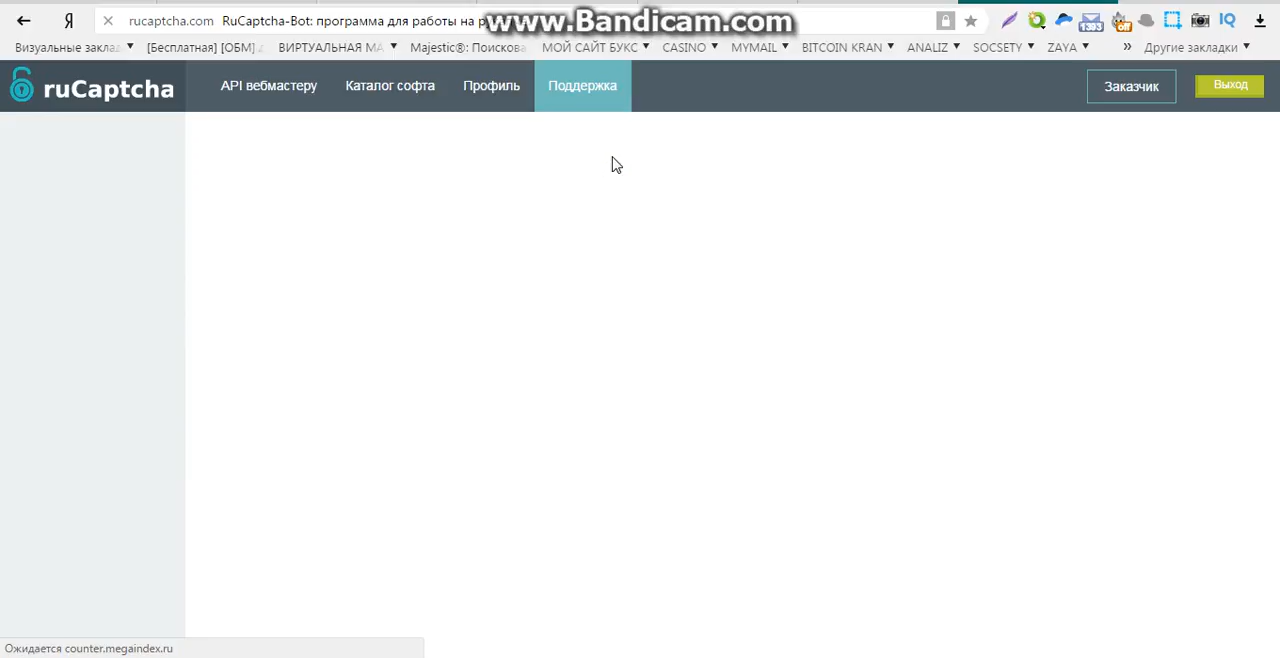 Я rucaptcha.com RuCaptcha-Bot: программа для работы на р
www.Bandicam.com
Визуальные заклад [Бесплатная] [ОБМ] ВИРТУАЛЬНАЯ МА Majestic®: Поискова МОЙ САЙТ БУКС CASINO MYMAIL BITCOIN KRAN ANALIZ SOCSETY ZAYA » Другие закладки
ruCaptcha API вебмастеру Каталог софта Профиль Поддержка Заказчик Выход
Ожидается counter.megaindex.ru